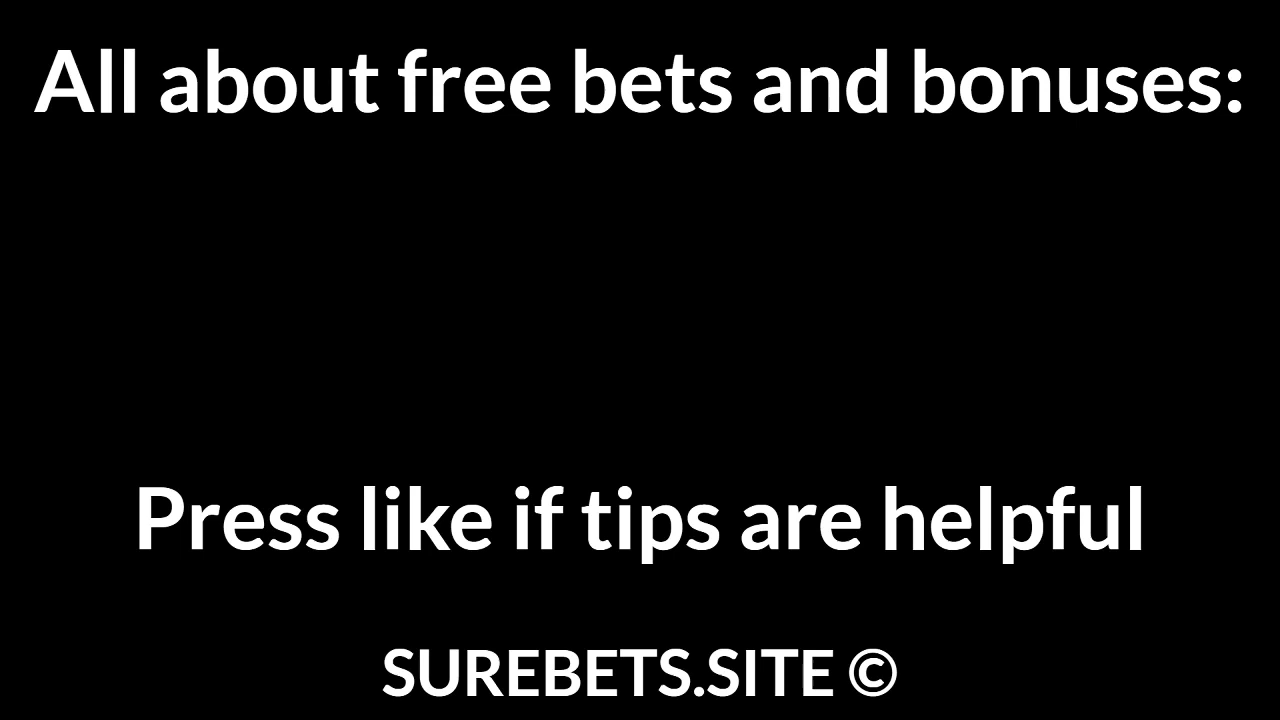 All about free bets and bonuses:
Press like if tips are helpful
SUREBETS.SITE ©